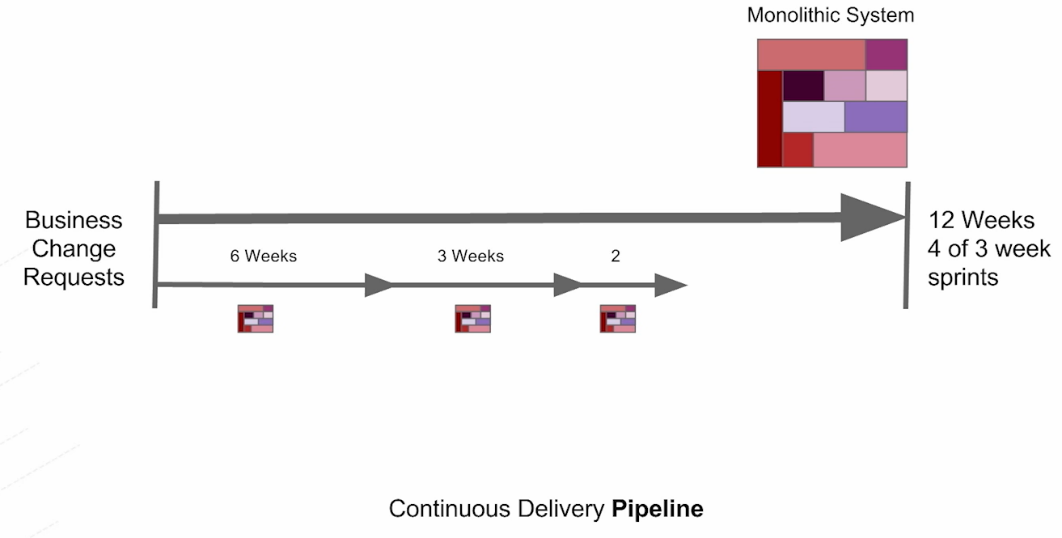 Monolithic System
Business
Change
Requests
12 Weeks
4 of 3 week
sprints
6 Weeks
3 Weeks
2
Continuous Delivery Pipeline